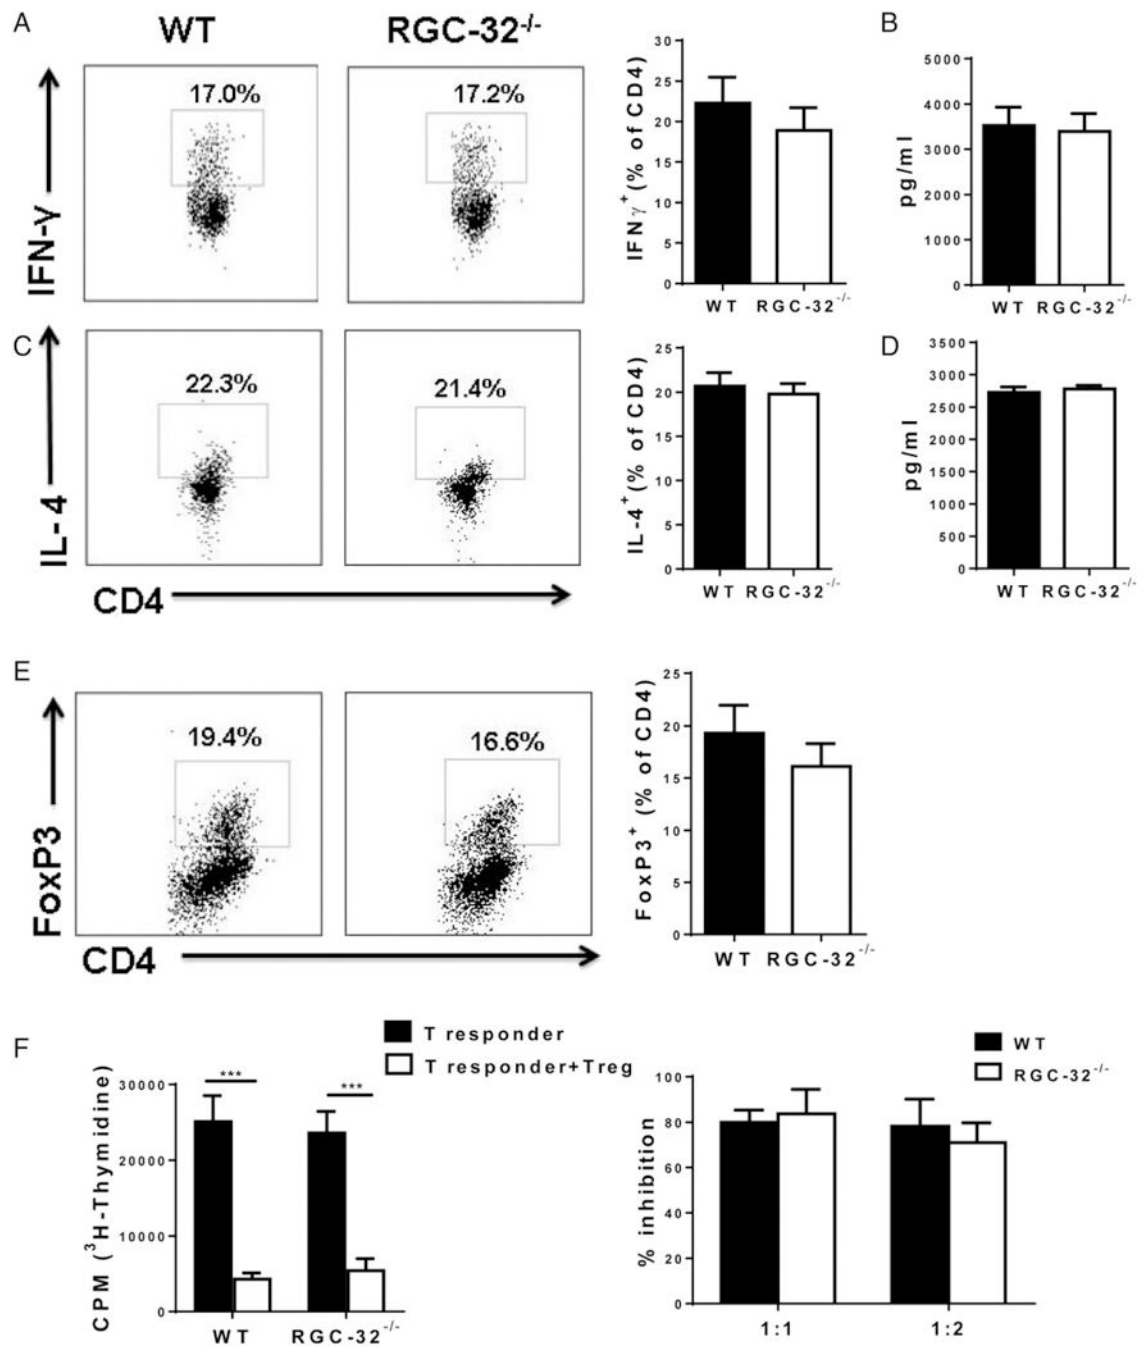 A
WT
RGC-32-/-
B
17.0%
17.2%
IFN-γ
IFNγ+(% of CD4)
30
25
20
15
10
5
0
WT RGC-32-/-
pg/ml
5000
4000
3000
2000
1000
0
WT RGC-32-/-
C
D
22.3%
21.4%
IL-4
CD4
IL-4+(% of CD4)
25
20
15
10
5
0
WT RGC-32-/-
pg/ml
3500
3000
2500
2000
1500
1000
500
0
WT RGC-32-/-
E
19.4%
16.6%
FoxP3
CD4
FoxP3+ (% of CD4)
25
20
15
10
5
0
WT RGC-32-/-
F
T responder
T responder+Treg
CPM (3H-Thymidine)
30000
20000
10000
0
***
***
WT RGC-32-/-
WT
RGC-32-/-
% inhibition
100
80
60
40
20
0
1:1 1:2